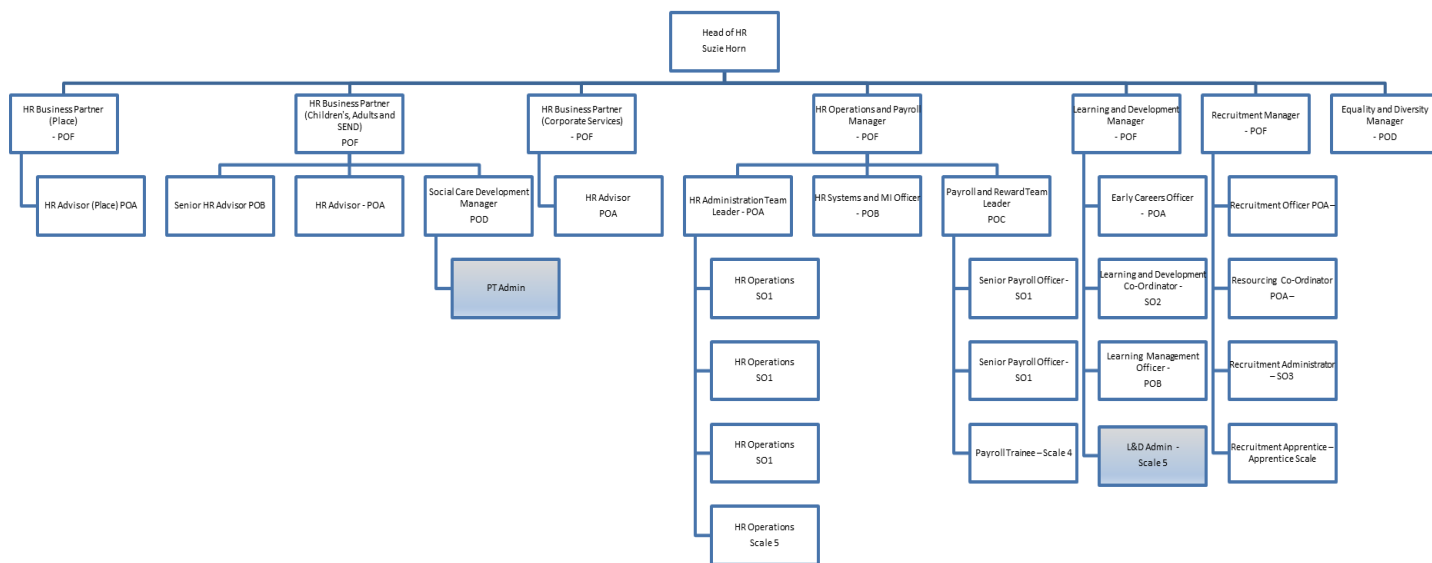 Head of HR
Suzie Horn
HR Business Partner
(Place)
- POF
HR Business Partner
(Children's, Adults and
SEND)
POF
HR Business Partner
(Corporate Services)
- POF
HR Operations and Payroll
Manager
- POF
Learning and Development
Manager
- POF
Recruitment Manager
- POF
Equality and Diversity
Manager
- POD
HR Advisor (Place) POA
Senior HR Advisor POB
HR Advisor - POA
Social Care Development
Manager
POD
HR Advisor
POA
HR Administration Team
Leader - POA
HR Systems and MI Officer
- POB
Payroll and Reward Team
Leader
POC
Early Careers Officer
- POA
Recruitment Officer POA –
PT Admin
HR Operations
SO1
Senior Payroll Officer -
SO1
Learning and Development
Co-Ordinator -
SO2
Resourcing Co-Ordinator
POA –
HR Operations
SO1
Senior Payroll Officer -
SO1
Learning Management
Officer -
POB
Recruitment Administrator
– SO3
HR Operations
SO1
Payroll Trainee – Scale 4
L&D Admin -
Scale 5
Recruitment Apprentice –
Apprentice Scale
HR Operations
Scale 5